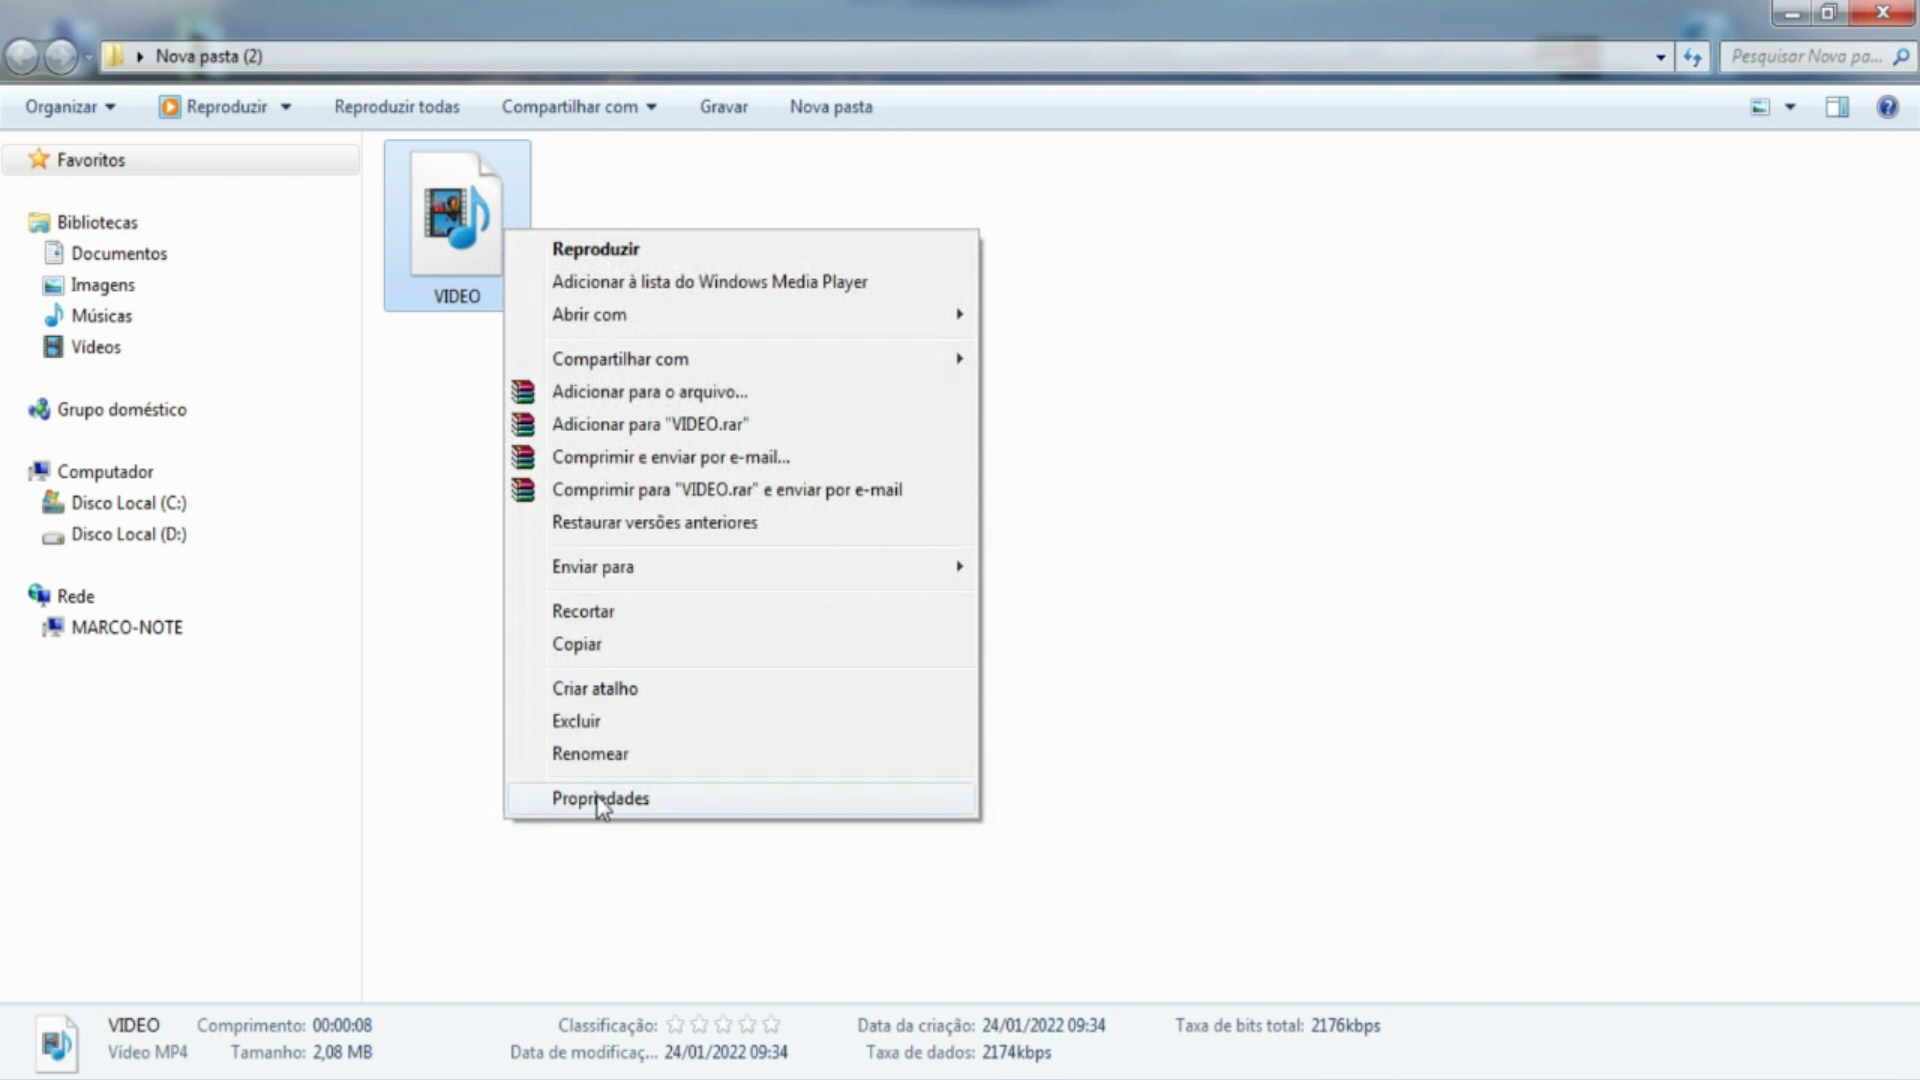 Nova pasta (2)
Pesquisar Nova pa...
Organizar
Reproduzir
Reproduzir todas
Compartilhar com
Gravar
Nova pasta
Favoritos
Bibliotecas
Documentos
Imagens
Músicas
Vídeos
Grupo doméstico
Computador
Disco Local (C:)
Disco Local (D:)
Rede
MARCO-NOTE
VIDEO
Reproduzir
Adicionar à lista do Windows Media Player
Abrir com
Compartilhar com
Adicionar para o arquivo...
Adicionar para "VIDEO.rar"
Comprimir e enviar por e-mail...
Comprimir para "VIDEO.rar" e enviar por e-mail
Restaurar versões anteriores
Enviar para
Recortar
Copiar
Criar atalho
Excluir
Renomear
Propriedades
VIDEO Comprimento: 00:00:08 Classificação: Data da criação: 24/01/2022 09:34 Taxa de bits total: 2176kbps
Vídeo MP4 Tamanho: 2,08 MB Data de modificaç... 24/01/2022 09:34 Taxa de dados: 2174kbps